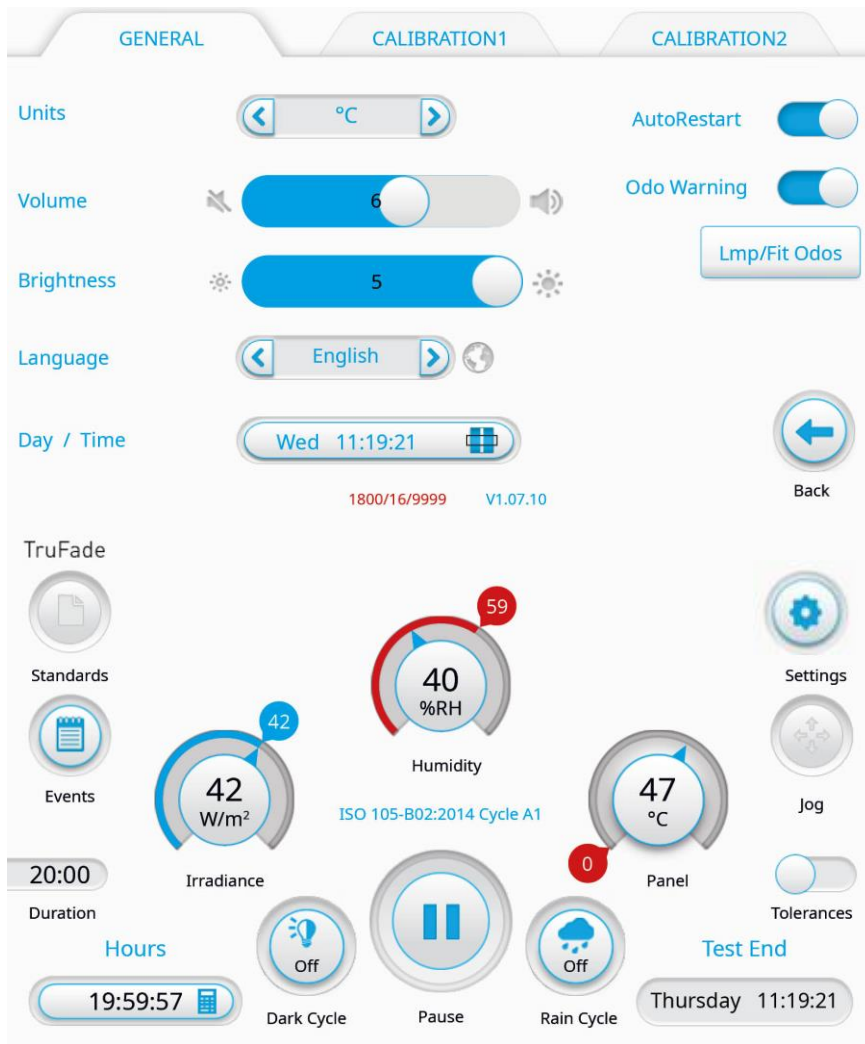 GENERAL CALIBRATION1 CALIBRATION2
Units °C AutoRestart
Volume 6 Odo Warning
Lmp/Fit Odos
Brightness 5
Language English
Day / Time Wed 11:19:21
Back
1800/16/9999 V1.07.10
TruFade
59
Standards 40 Settings
%RH
42
Humidity
42 47
W/m² °C
Events ISO 105-B02:2014 Cycle A1 Jog
0
20:00 Irradiance Panel
Duration Tolerances
Hours Off Off Test End
19:59:57 Thursday 11:19:21
Dark Cycle Pause Rain Cycle